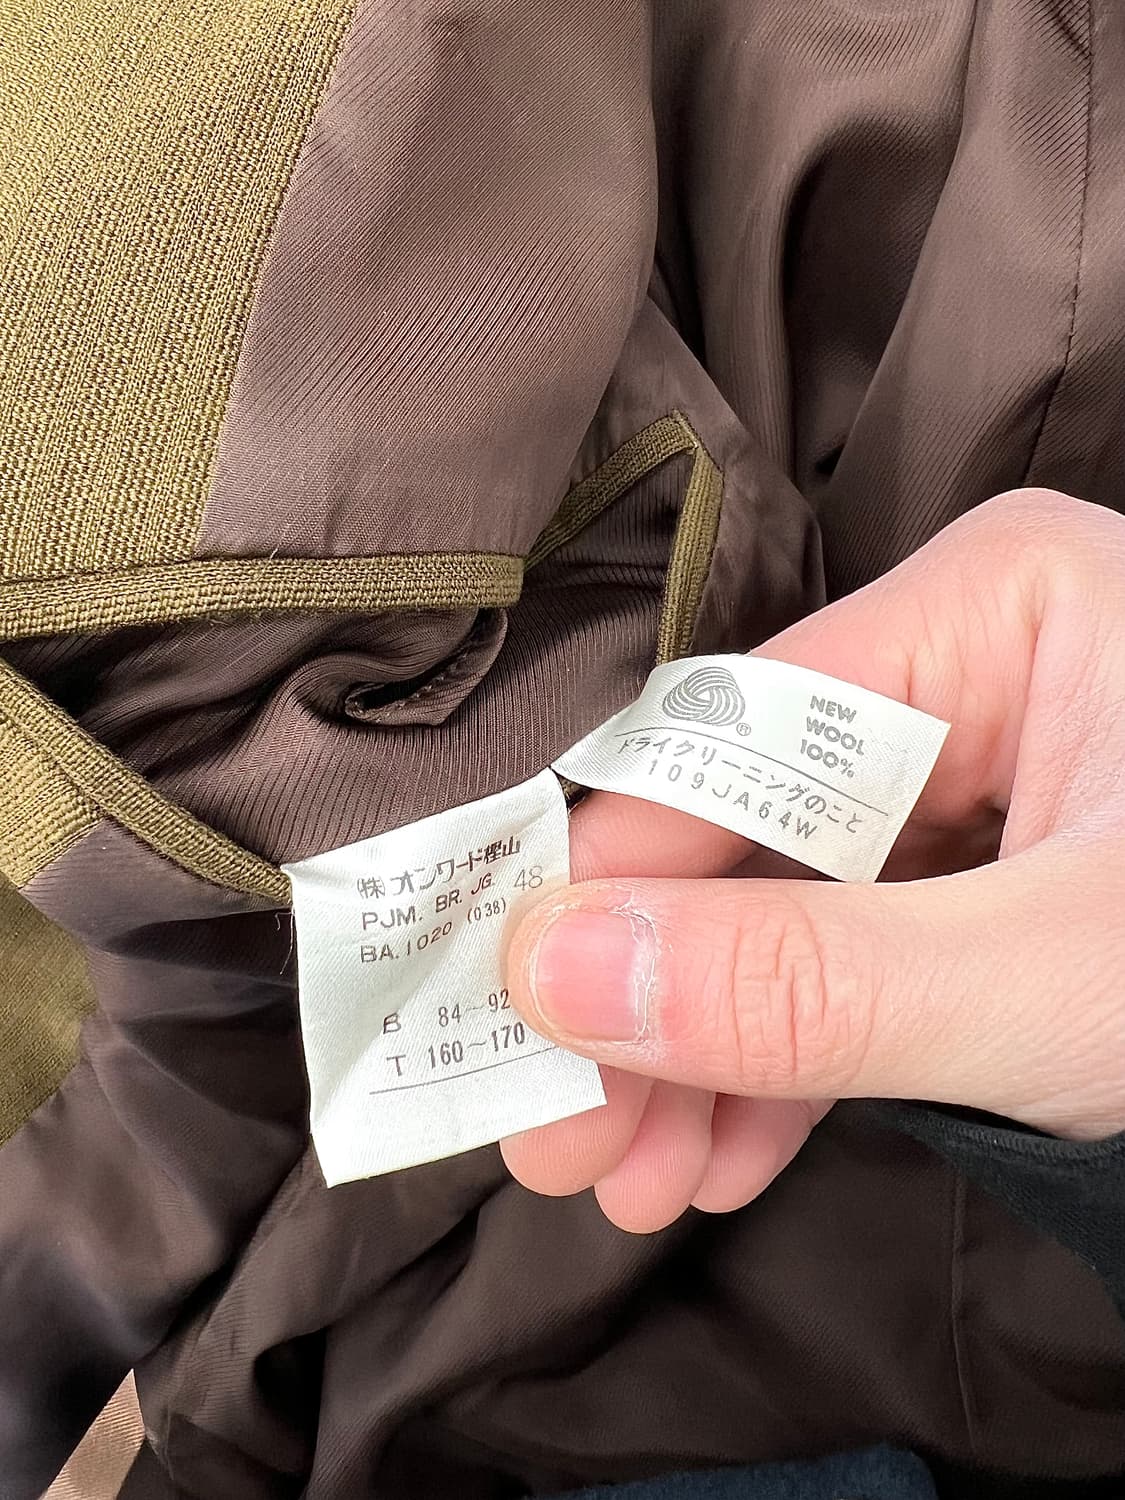 ㈱オンワード樫山
PJM. BR. JG. 48
BA.1020 (038)
B 84~92
T 160~170
®
NEW
WOOL
100%
ドライクリーニングのこと
109JA64W